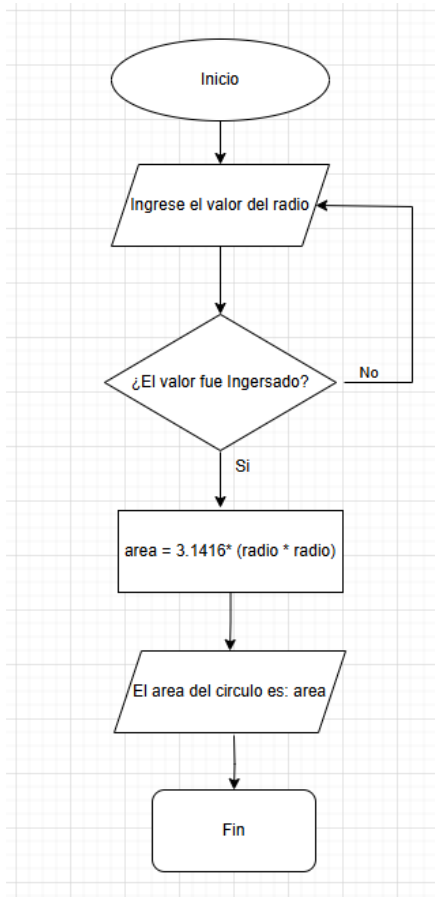 Inicio
Ingrese el valor del radio
¿El valor fue Ingersado?
No
Si
area = 3.1416* (radio * radio)
El area del circulo es: area
Fin